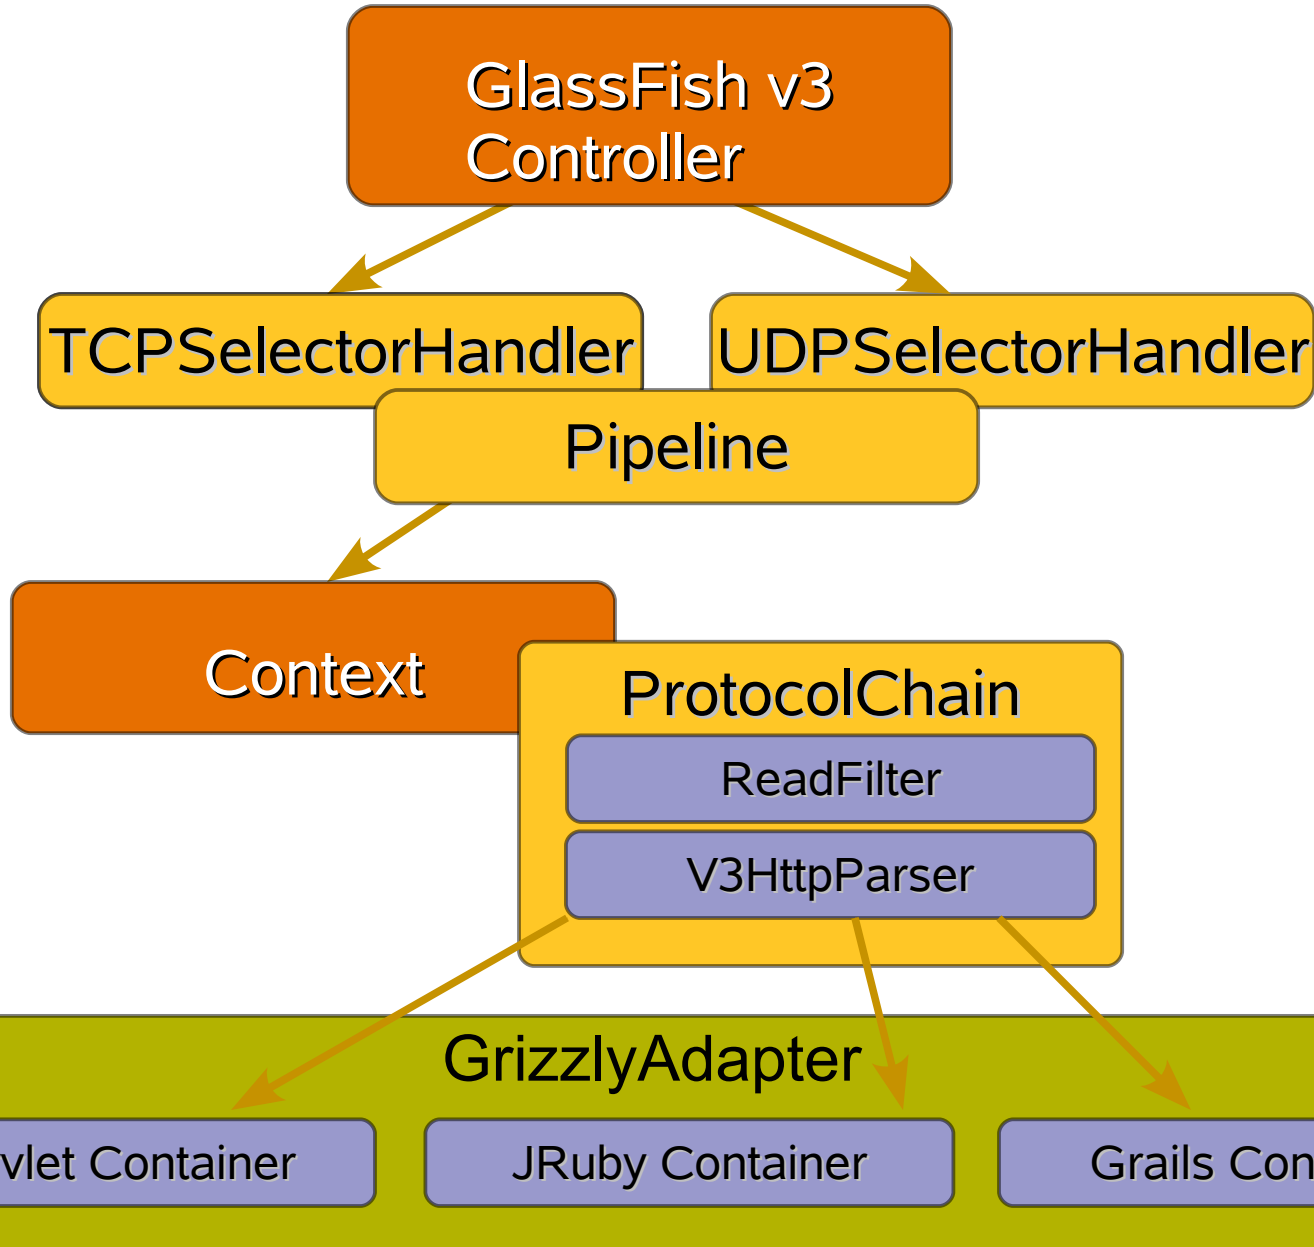 GlassFish v3
Controller
TCPSelectorHandler
UDPSelectorHandler
Pipeline
Context
ProtocolChain
ReadFilter
V3HttpParser
GrizzlyAdapter
vlet Container
JRuby Container
Grails Con